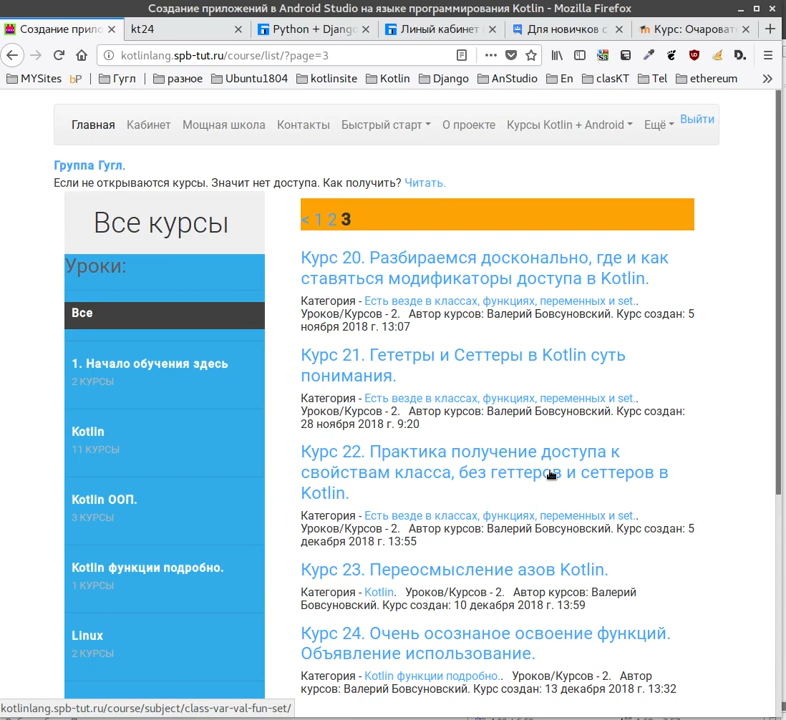 Создание приложений в Android Studio на языке программирования Kotlin - Mozilla Firefox
Создание прило
kt24
Python + Djang
Линый кабинет
Для новичков с
Курс: Очароват
kotlinlang.spb-tut.ru/course/list/?page=3
MYSites
bP
Гугл
разное
Ubuntu1804
kotlinsite
Kotlin
Django
AnStudio
En
clasKT
Tel
ethereum
Главная Кабинет Мощная школа Контакты Быстрый старт О проекте Курсы Kotlin + Android Ещё Выйти
Группа Гугл.
Если не открываются курсы. Значит нет доступа. Как получить? Читать.
Все курсы
Уроки:
Все
1. Начало обучения здесь
2 КУРСЫ
Kotlin
11 КУРСЫ
Kotlin ООП.
3 КУРСЫ
Kotlin функции подробно.
1 КУРСЫ
Linux
2 КУРСЫ
< 1 2 3
Курс 20. Разбираемся досконально, где и как
ставяться модификаторы доступа в Kotlin.
Категория - Есть везде в классах, функциях, переменных и set..
Уроков/Курсов - 2. Автор курсов: Валерий Бовсуновский. Курс создан: 5
ноября 2018 г. 13:07
Курс 21. Гететры и Сеттеры в Kotlin суть
понимания.
Категория - Есть везде в классах, функциях, переменных и set..
Уроков/Курсов - 2. Автор курсов: Валерий Бовсуновский. Курс создан:
28 ноября 2018 г. 9:20
Курс 22. Практика получение доступа к
свойствам класса, без геттеров и сеттеров в
Kotlin.
Категория - Есть везде в классах, функциях, переменных и set..
Уроков/Курсов - 2. Автор курсов: Валерий Бовсуновский. Курс создан: 5
декабря 2018 г. 13:55
Курс 23. Переосмысление азов Kotlin.
Категория - Kotlin. Уроков/Курсов - 2. Автор курсов: Валерий
Бовсуновский. Курс создан: 10 декабря 2018 г. 13:59
Курс 24. Очень осознаное освоение функций.
Объявление использование.
Категория - Kotlin функции подробно.. Уроков/Курсов - 2. Автор
курсов: Валерий Бовсуновский. Курс создан: 13 декабря 2018 г. 13:32
kotlinlang.spb-tut.ru/course/subject/class-var-val-fun-set/